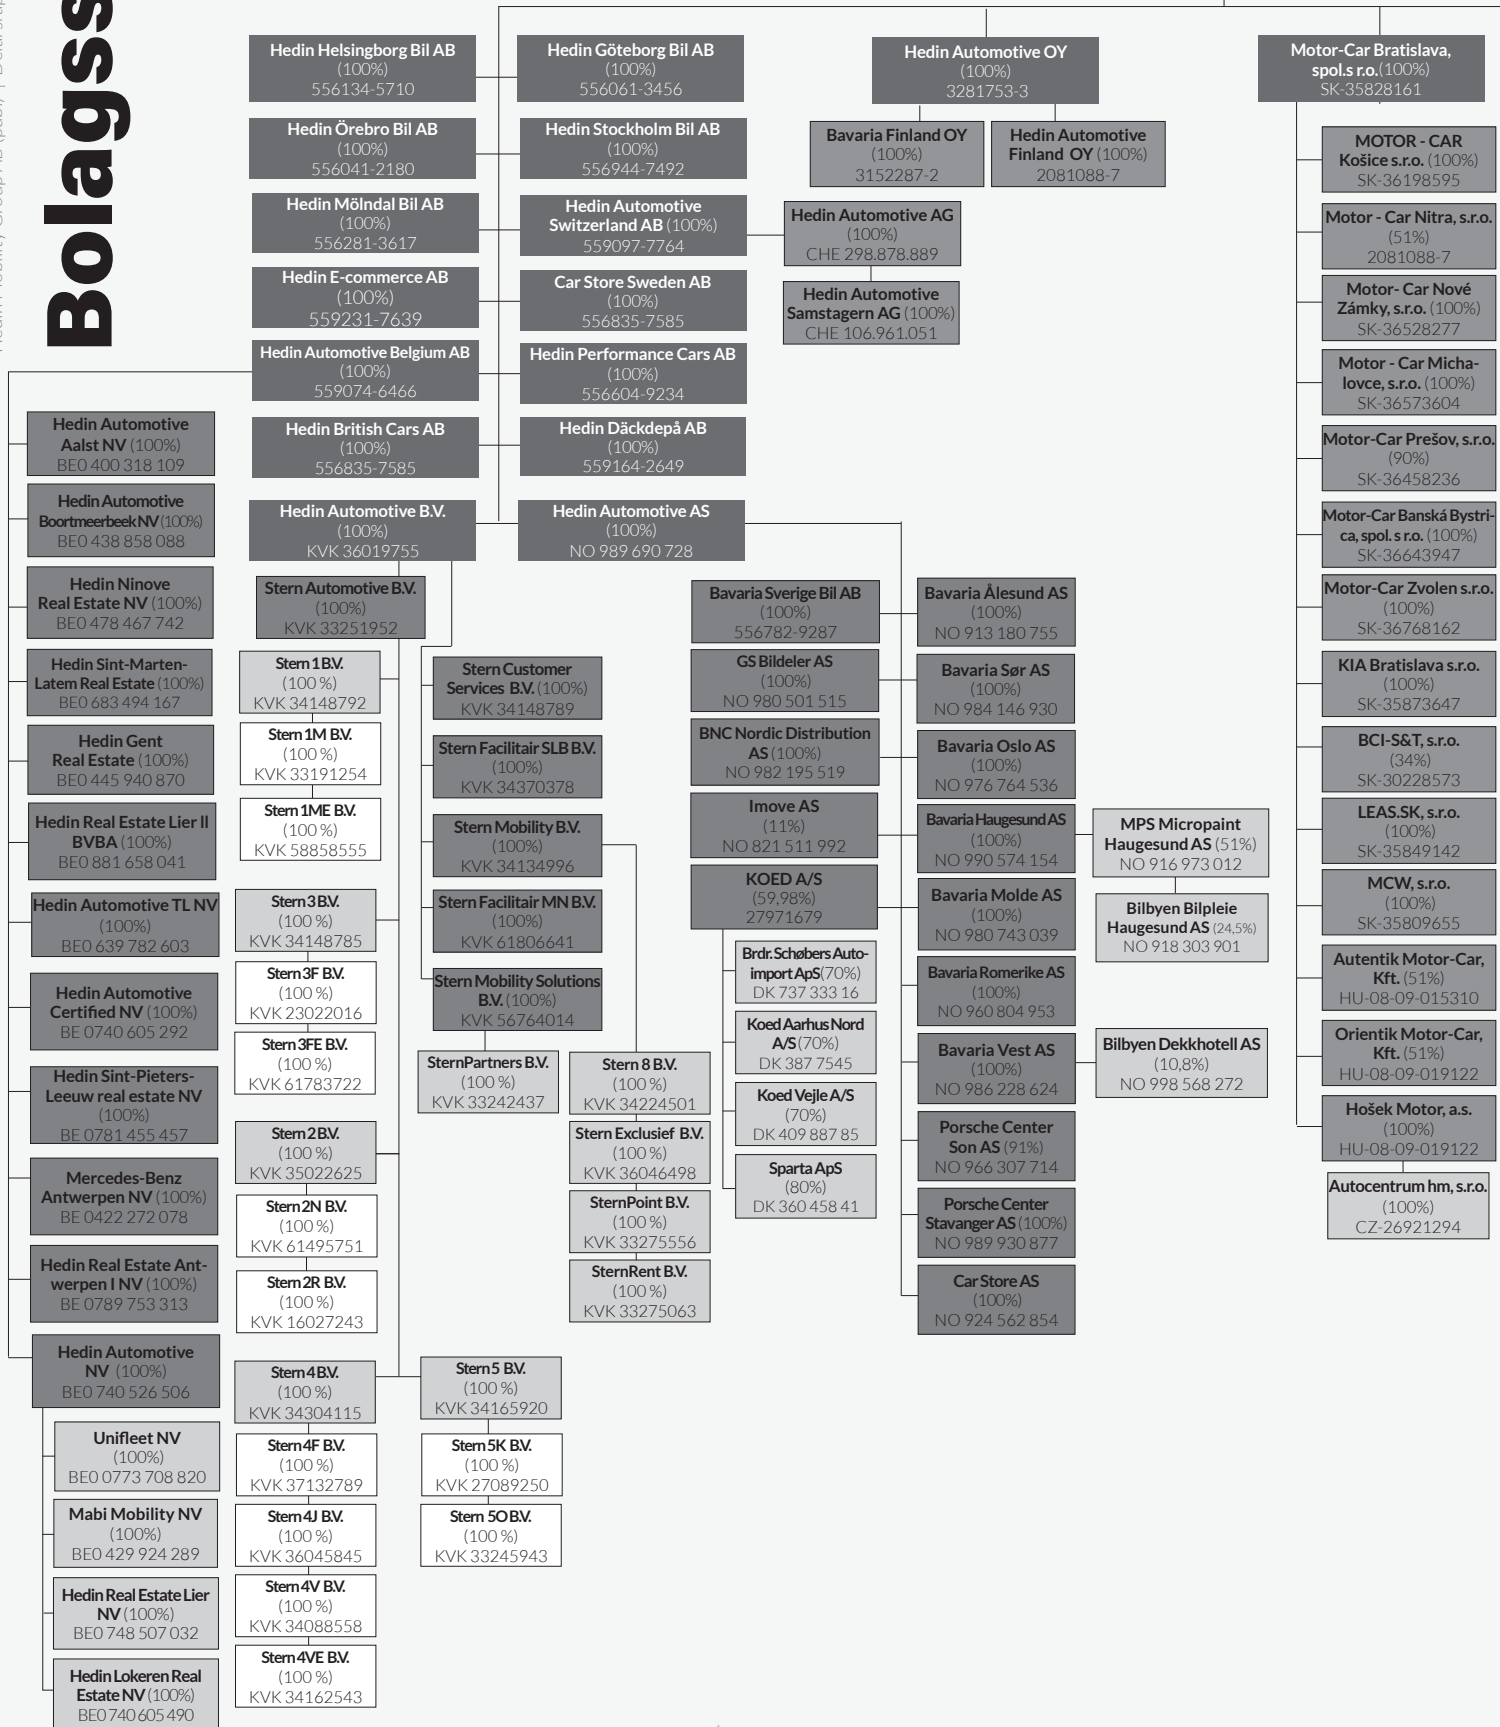 Bolagss
Hedin Helsingborg Bil AB
(100%)
556134-5710
Hedin Göteborg Bil AB
(100%)
556061-3456
Hedin Örebro Bil AB
(100%)
556041-2180
Hedin Stockholm Bil AB
(100%)
556944-7492
Hedin Mölndal Bil AB
(100%)
556281-3617
Hedin Automotive
Switzerland AB (100%)
559097-7764
Hedin E-commerce AB
(100%)
559231-7639
Car Store Sweden AB
(100%)
556835-7585
Hedin Automotive Belgium AB
(100%)
559074-6466
Hedin Performance Cars AB
(100%)
556604-9234
Hedin British Cars AB
(100%)
556835-7585
Hedin Däckdepå AB
(100%)
559164-2649
Hedin Automotive B.V.
(100%)
KVK 36019755
Hedin Automotive AS
(100%)
NO 989 690 728
Hedin Automotive OY
(100%)
3281753-3
Bavaria Finland OY
(100%)
3152287-2
Hedin Automotive
Finland OY (100%)
2081088-7
Hedin Automotive AG
(100%)
CHE 298.878.889
Hedin Automotive
Samstagern AG (100%)
CHE 106.961.051
Motor-Car Bratislava,
spol.s r.o.(100%)
SK-35828161
MOTOR - CAR
Košice s.r.o. (100%)
SK-36198595
Motor - Car Nitra, s.r.o.
(51%)
2081088-7
Motor- Car Nové
Zámky, s.r.o. (100%)
SK-36528277
Motor - Car Micha-
lovce, s.r.o. (100%)
SK-36573604
Motor-Car Prešov, s.r.o.
(90%)
SK-36458236
Motor-Car Banská Bystri-
ca, spol. s r.o. (100%)
SK-36643947
Motor-Car Zvolen s.r.o.
(100%)
SK-36768162
KIA Bratislava s.r.o.
(100%)
SK-35873647
BCI-S&T, s.r.o.
(34%)
SK-30228573
LEAS.SK, s.r.o.
(100%)
SK-35849142
MCW, s.r.o.
(100%)
SK-35809655
Autentik Motor-Car,
Kft. (51%)
HU-08-09-015310
Orientik Motor-Car,
Kft. (51%)
HU-08-09-019122
Hošek Motor, a.s.
(100%)
HU-08-09-019122
Autocentrum hm, s.r.o.
(100%)
CZ-26921294
Hedin Automotive
Aalst NV (100%)
BE0 400 318 109
Hedin Automotive
Boortmeerbeek NV (100%)
BE0 438 858 088
Hedin Ninove
Real Estate NV (100%)
BE0 478 467 742
Hedin Sint-Marten-
Latem Real Estate (100%)
BE0 683 494 167
Hedin Gent
Real Estate (100%)
BE0 445 940 870
Hedin Real Estate Lier ll
BVBA (100%)
BE0 881 658 041
Hedin Automotive TL NV
(100%)
BE0 639 782 603
Hedin Automotive
Certified NV (100%)
BE 0740 605 292
Hedin Sint-Pieters-
Leeuw real estate NV
(100%)
BE 0781 455 457
Mercedes-Benz
Antwerpen NV (100%)
BE 0422 272 078
Hedin Real Estate Ant-
werpen I NV (100%)
BE 0789 753 313
Hedin Automotive
NV (100%)
BE0 740 526 506
Unifleet NV
(100%)
BE0 0773 708 820
Mabi Mobility NV
(100%)
BE0 429 924 289
Hedin Real Estate Lier
NV (100%)
BE0 748 507 032
Hedin Lokeren Real
Estate NV (100%)
BE0 740 605 490
Stern Automotive B.V.
(100%)
KVK 33251952
Stern 1 B.V.
(100 %)
KVK 34148792
Stern 1M B.V.
(100 %)
KVK 33191254
Stern 1ME B.V.
(100 %)
KVK 58858555
Stern 3 B.V.
(100 %)
KVK 34148785
Stern 3F B.V.
(100 %)
KVK 23022016
Stern 3FE B.V.
(100 %)
KVK 61783722
Stern 2 B.V.
(100 %)
KVK 35022625
Stern 2N B.V.
(100 %)
KVK 61495751
Stern 2R B.V.
(100 %)
KVK 16027243
Stern 4 B.V.
(100 %)
KVK 34304115
Stern 4F B.V.
(100 %)
KVK 37132789
Stern 4J B.V.
(100 %)
KVK 36045845
Stern 4V B.V.
(100 %)
KVK 34088558
Stern 4VE B.V.
(100 %)
KVK 34162543
Stern 5 B.V.
(100 %)
KVK 34165920
Stern 5K B.V.
(100 %)
KVK 27089250
Stern 5O B.V.
(100 %)
KVK 33245943
Stern Customer
Services B.V. (100%)
KVK 34148789
Stern Facilitair SLB B.V.
(100%)
KVK 34370378
Stern Mobility B.V.
(100%)
KVK 34134996
Stern Facilitair MN B.V.
(100%)
KVK 61806641
Stern Mobility Solutions
B.V. (100%)
KVK 56764014
SternPartners B.V.
(100 %)
KVK 33242437
Stern 8 B.V.
(100 %)
KVK 34224501
Stern Exclusief B.V.
(100 %)
KVK 36046498
SternPoint B.V.
(100 %)
KVK 33275556
SternRent B.V.
(100 %)
KVK 33275063
Bavaria Sverige Bil AB
(100%)
556782-9287
GS Bildeler AS
(100%)
NO 980 501 515
BNC Nordic Distribution
AS (100%)
NO 982 195 519
Imove AS
(11%)
NO 821 511 992
KOED A/S
(59,98%)
27971679
Brdr. Schøbers Auto-
import ApS(70%)
DK 737 333 16
Koed Aarhus Nord
A/S (70%)
DK 387 7545
Koed Vejle A/S
(70%)
DK 409 887 85
Sparta ApS
(80%)
DK 360 458 41
Bavaria Ålesund AS
(100%)
NO 913 180 755
Bavaria Sør AS
(100%)
NO 984 146 930
Bavaria Oslo AS
(100%)
NO 976 764 536
Bavaria Haugesund AS
(100%)
NO 990 574 154
Bavaria Molde AS
(100%)
NO 980 743 039
Bavaria Romerike AS
(100%)
NO 960 804 953
Bavaria Vest AS
(100%)
NO 986 228 624
Porsche Center
Son AS (91%)
NO 966 307 714
Porsche Center
Stavanger AS (100%)
NO 989 930 877
Car Store AS
(100%)
NO 924 562 854
MPS Micropaint
Haugesund AS (51%)
NO 916 973 012
Bilbyen Bilpleie
Haugesund AS (24,5%)
NO 918 303 901
Bilbyen Dekkhotell AS
(10,8%)
NO 998 568 272